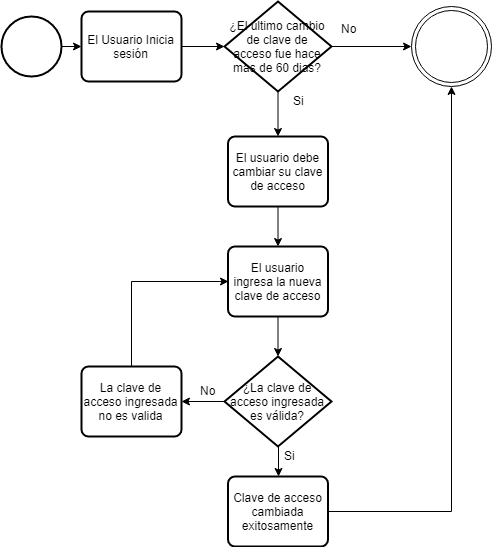 El Usuario Inicia
sesión
¿El ultimo cambio
de clave de
acceso fue hace
mas de 60 dias?
No
Si
El usuario debe
cambiar su clave
de acceso
El usuario
ingresa la nueva
clave de acceso
La clave de
acceso ingresada
no es valida
No
¿La clave de
acceso ingresada
es válida?
Si
Clave de acceso
cambiada
exitosamente